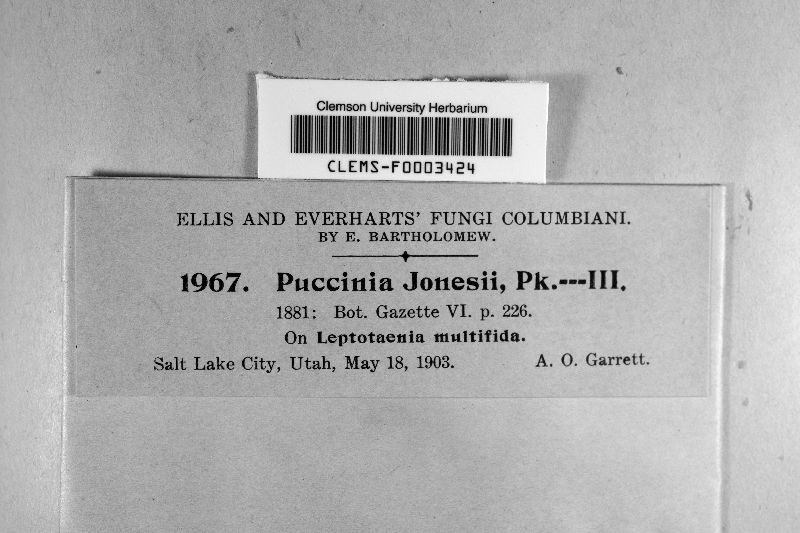 Clemson University Herbarium
CLEMS-F0003424
ELLIS AND EVERHARTS' FUNGI COLUMBIANI.
BY E. BARTHOLOMEW.
1967. Puccinia Jonesii, Pk.---III.
1881: Bot. Gazette VI. p. 226.
On Leptotaenia multifida.
Salt Lake City, Utah, May 18, 1903. A. O. Garrett.